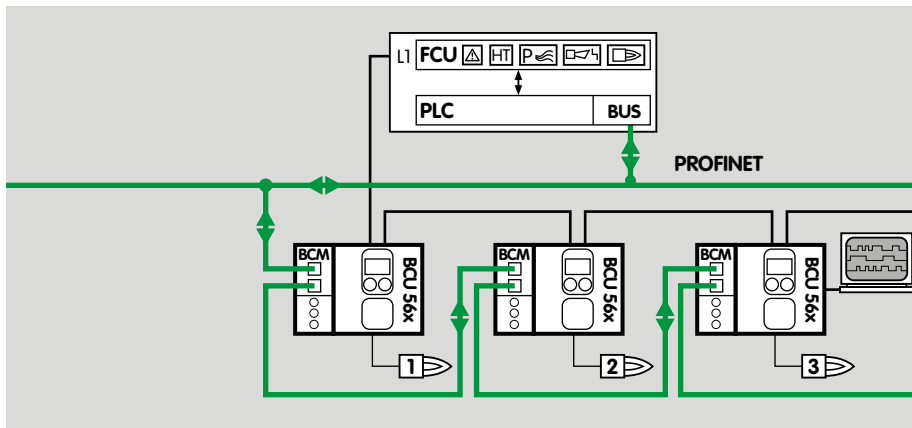 L1 FCU HT P
PLC BUS
PROFINET
BCM BCU 56x
BCM BCU 56x
BCM BCU 56x
1
2
3